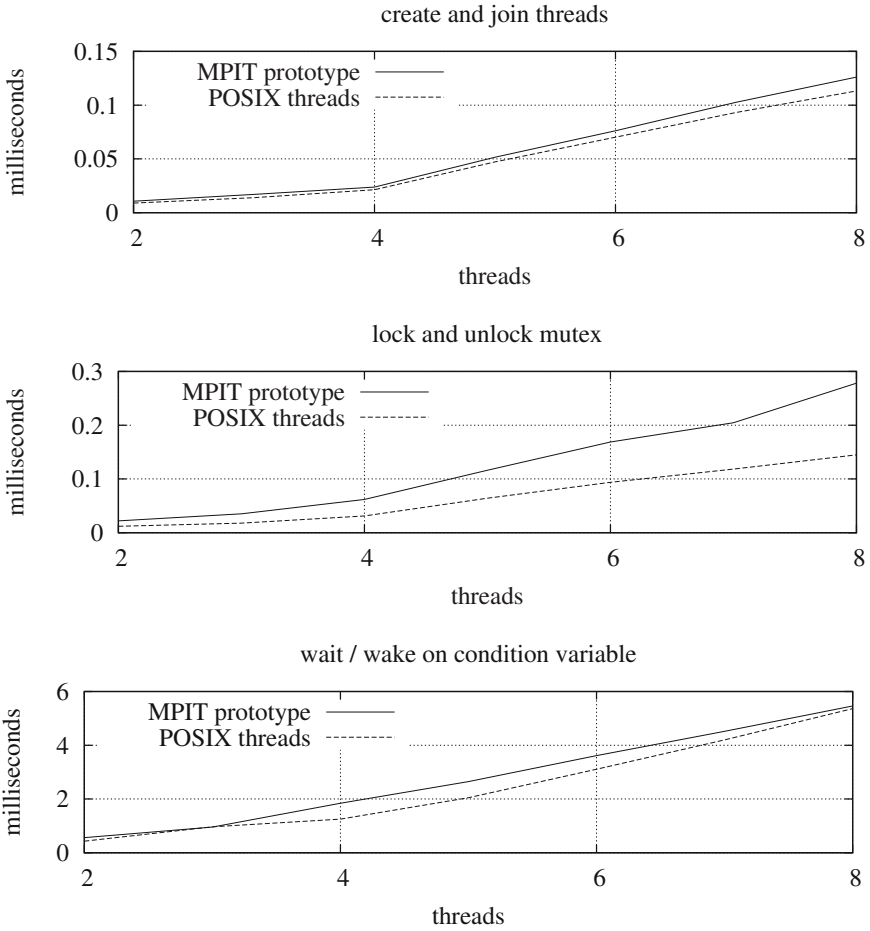 create and join threads
0.15
MPIT prototype
POSIX threads
0.1
0.05
0
milliseconds
2 4 6 8
threads
lock and unlock mutex
0.3
MPIT prototype
POSIX threads
0.2
0.1
0
milliseconds
2 4 6 8
threads
wait / wake on condition variable
6
MPIT prototype
POSIX threads
4
2
0
milliseconds
2 4 6 8
threads